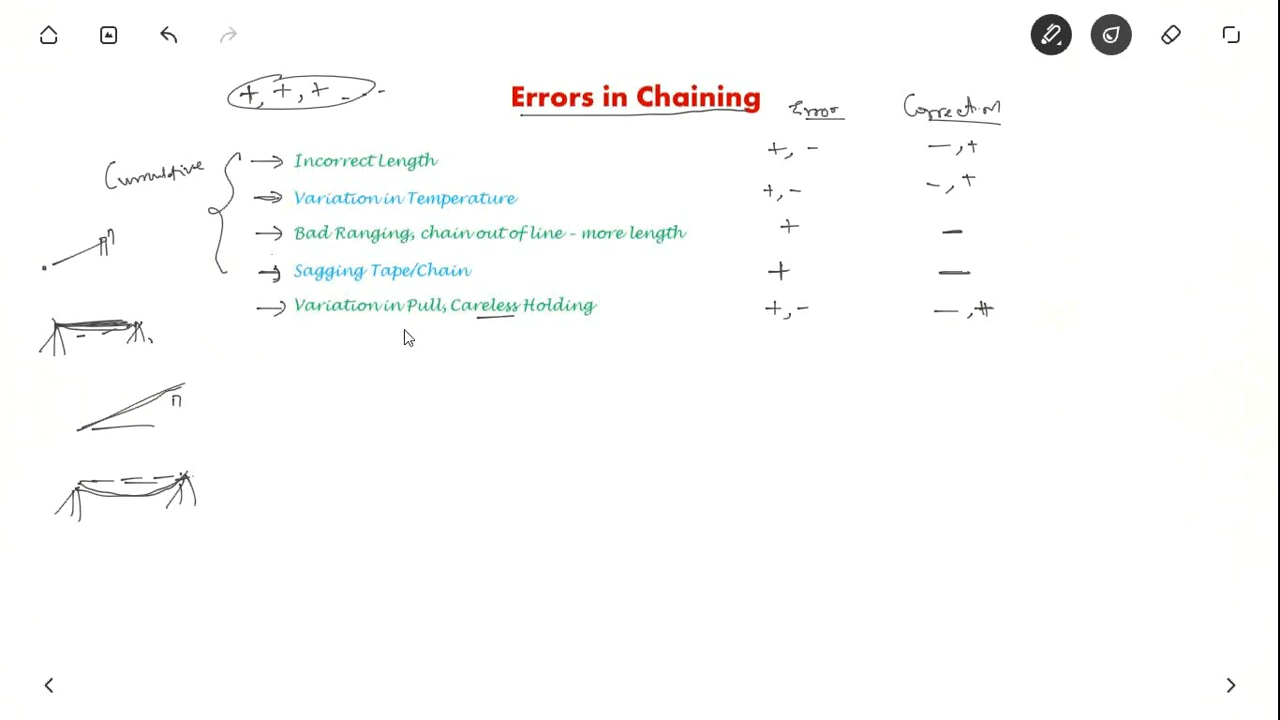 +, +, + - - -
Errors in Chaining
Error Correction
Cumulative
→ Incorrect Length +, - -, +
→ Variation in Temperature +, - -, +
→ Bad Ranging, chain out of line - more length + -
→ Sagging Tape/Chain + -
→ Variation in Pull, Careless Holding +, - -, +